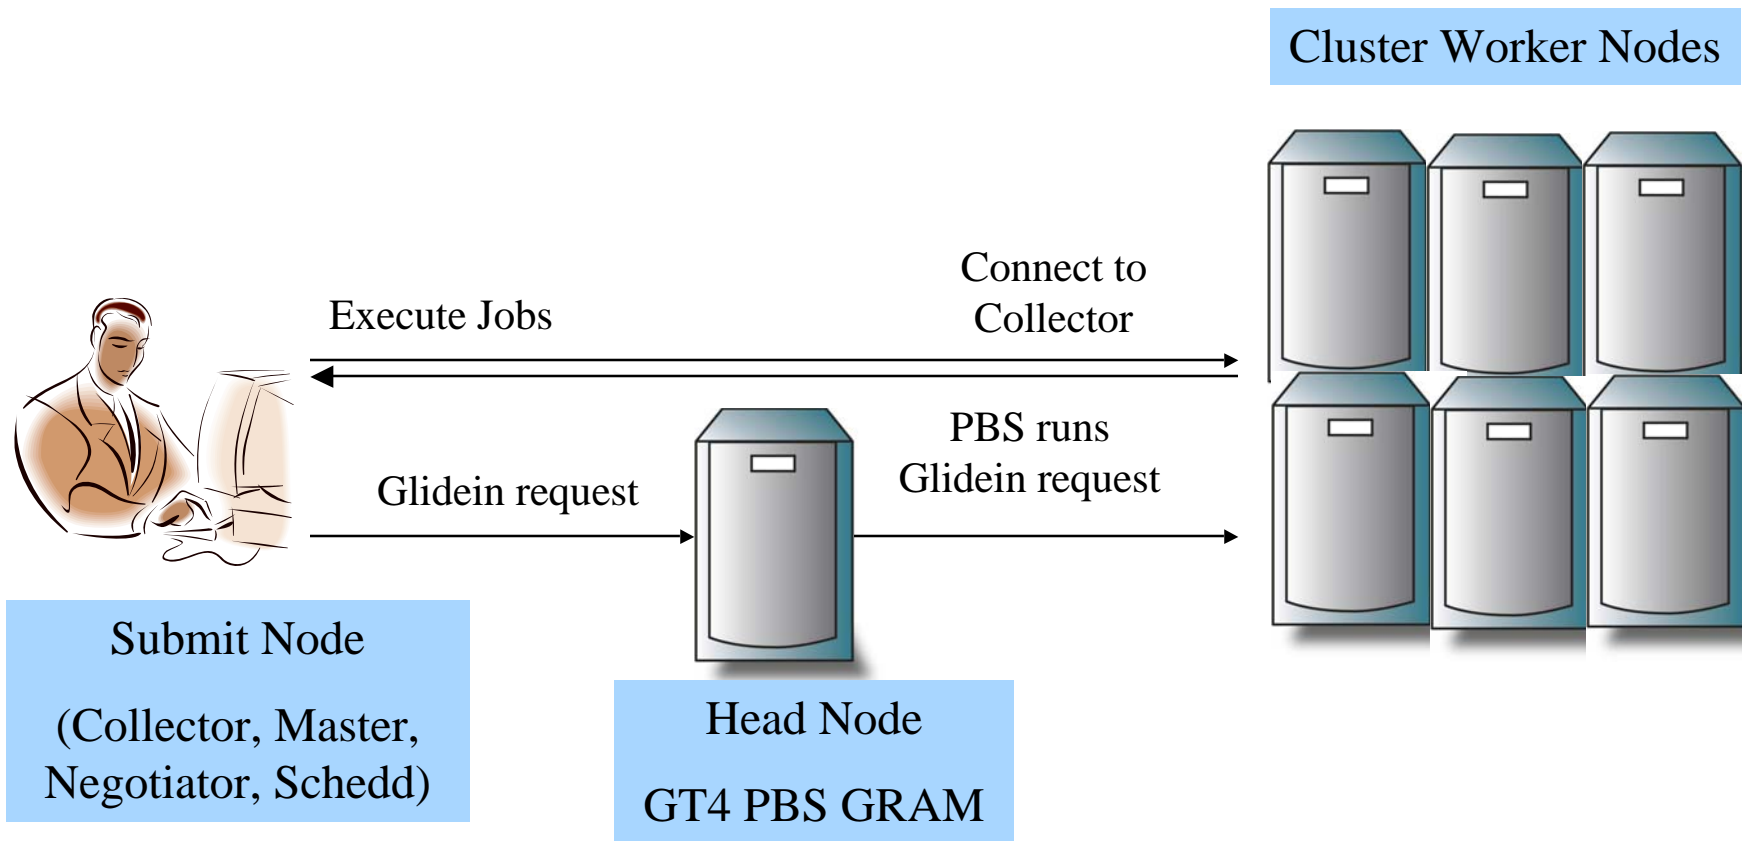 Cluster Worker Nodes
Connect to
Collector
Execute Jobs
PBS runs
Glidein request
Glidein request
Submit Node
(Collector, Master,
Negotiator, Schedd)
Head Node
GT4 PBS GRAM